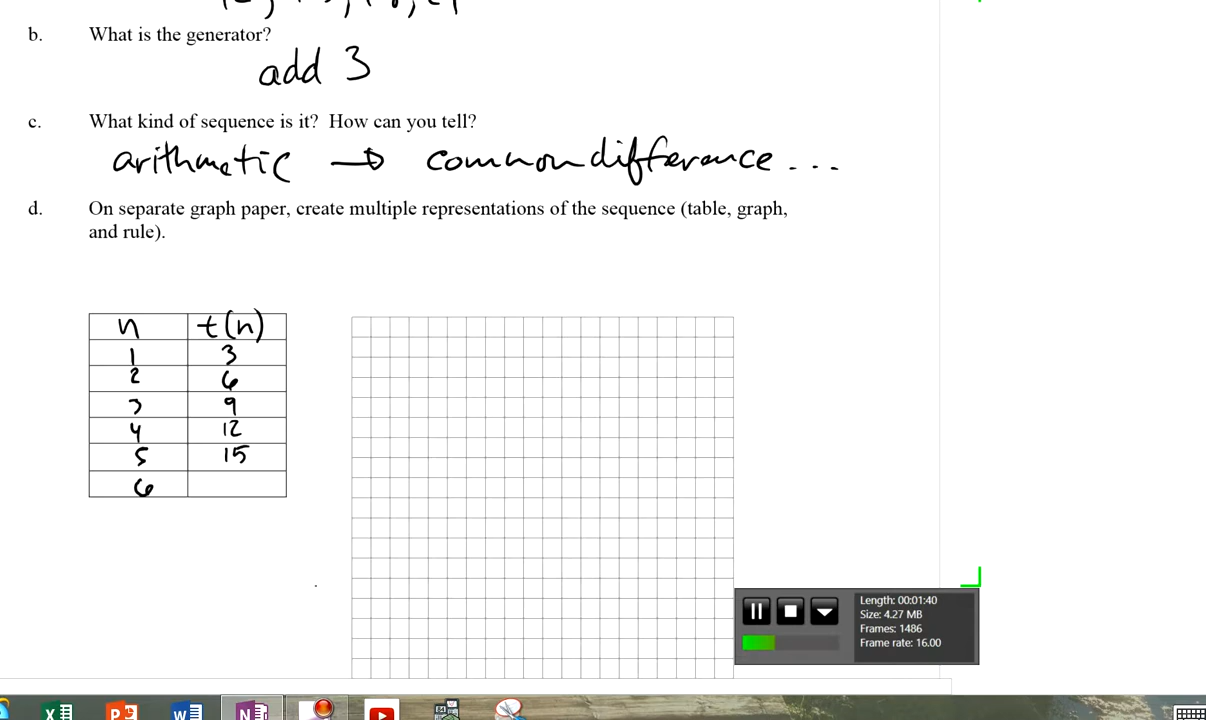 b. What is the generator?
add 3
c. What kind of sequence is it? How can you tell?
arithmetic → common difference ...
d. On separate graph paper, create multiple representations of the sequence (table, graph,
and rule).
n t(n)
1 3
2 6
3 9
4 12
5 15
6
Length: 00:01:40
Size: 4.27 MB
Frames: 1486
Frame rate: 16.00